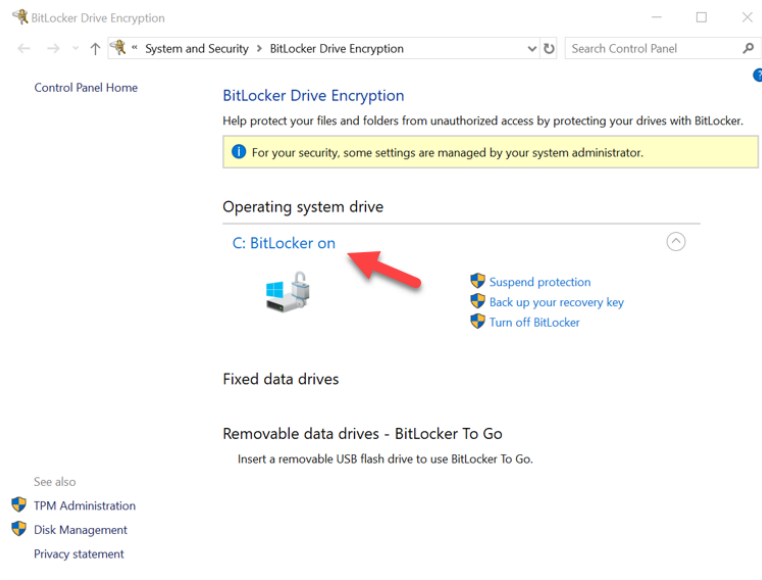 BitLocker Drive Encryption
« System and Security > BitLocker Drive Encryption
Search Control Panel
Control Panel Home
BitLocker Drive Encryption
Help protect your files and folders from unauthorized access by protecting your drives with BitLocker.
For your security, some settings are managed by your system administrator.
Operating system drive
C: BitLocker on
Suspend protection
Back up your recovery key
Turn off BitLocker
Fixed data drives
Removable data drives - BitLocker To Go
Insert a removable USB flash drive to use BitLocker To Go.
See also
TPM Administration
Disk Management
Privacy statement